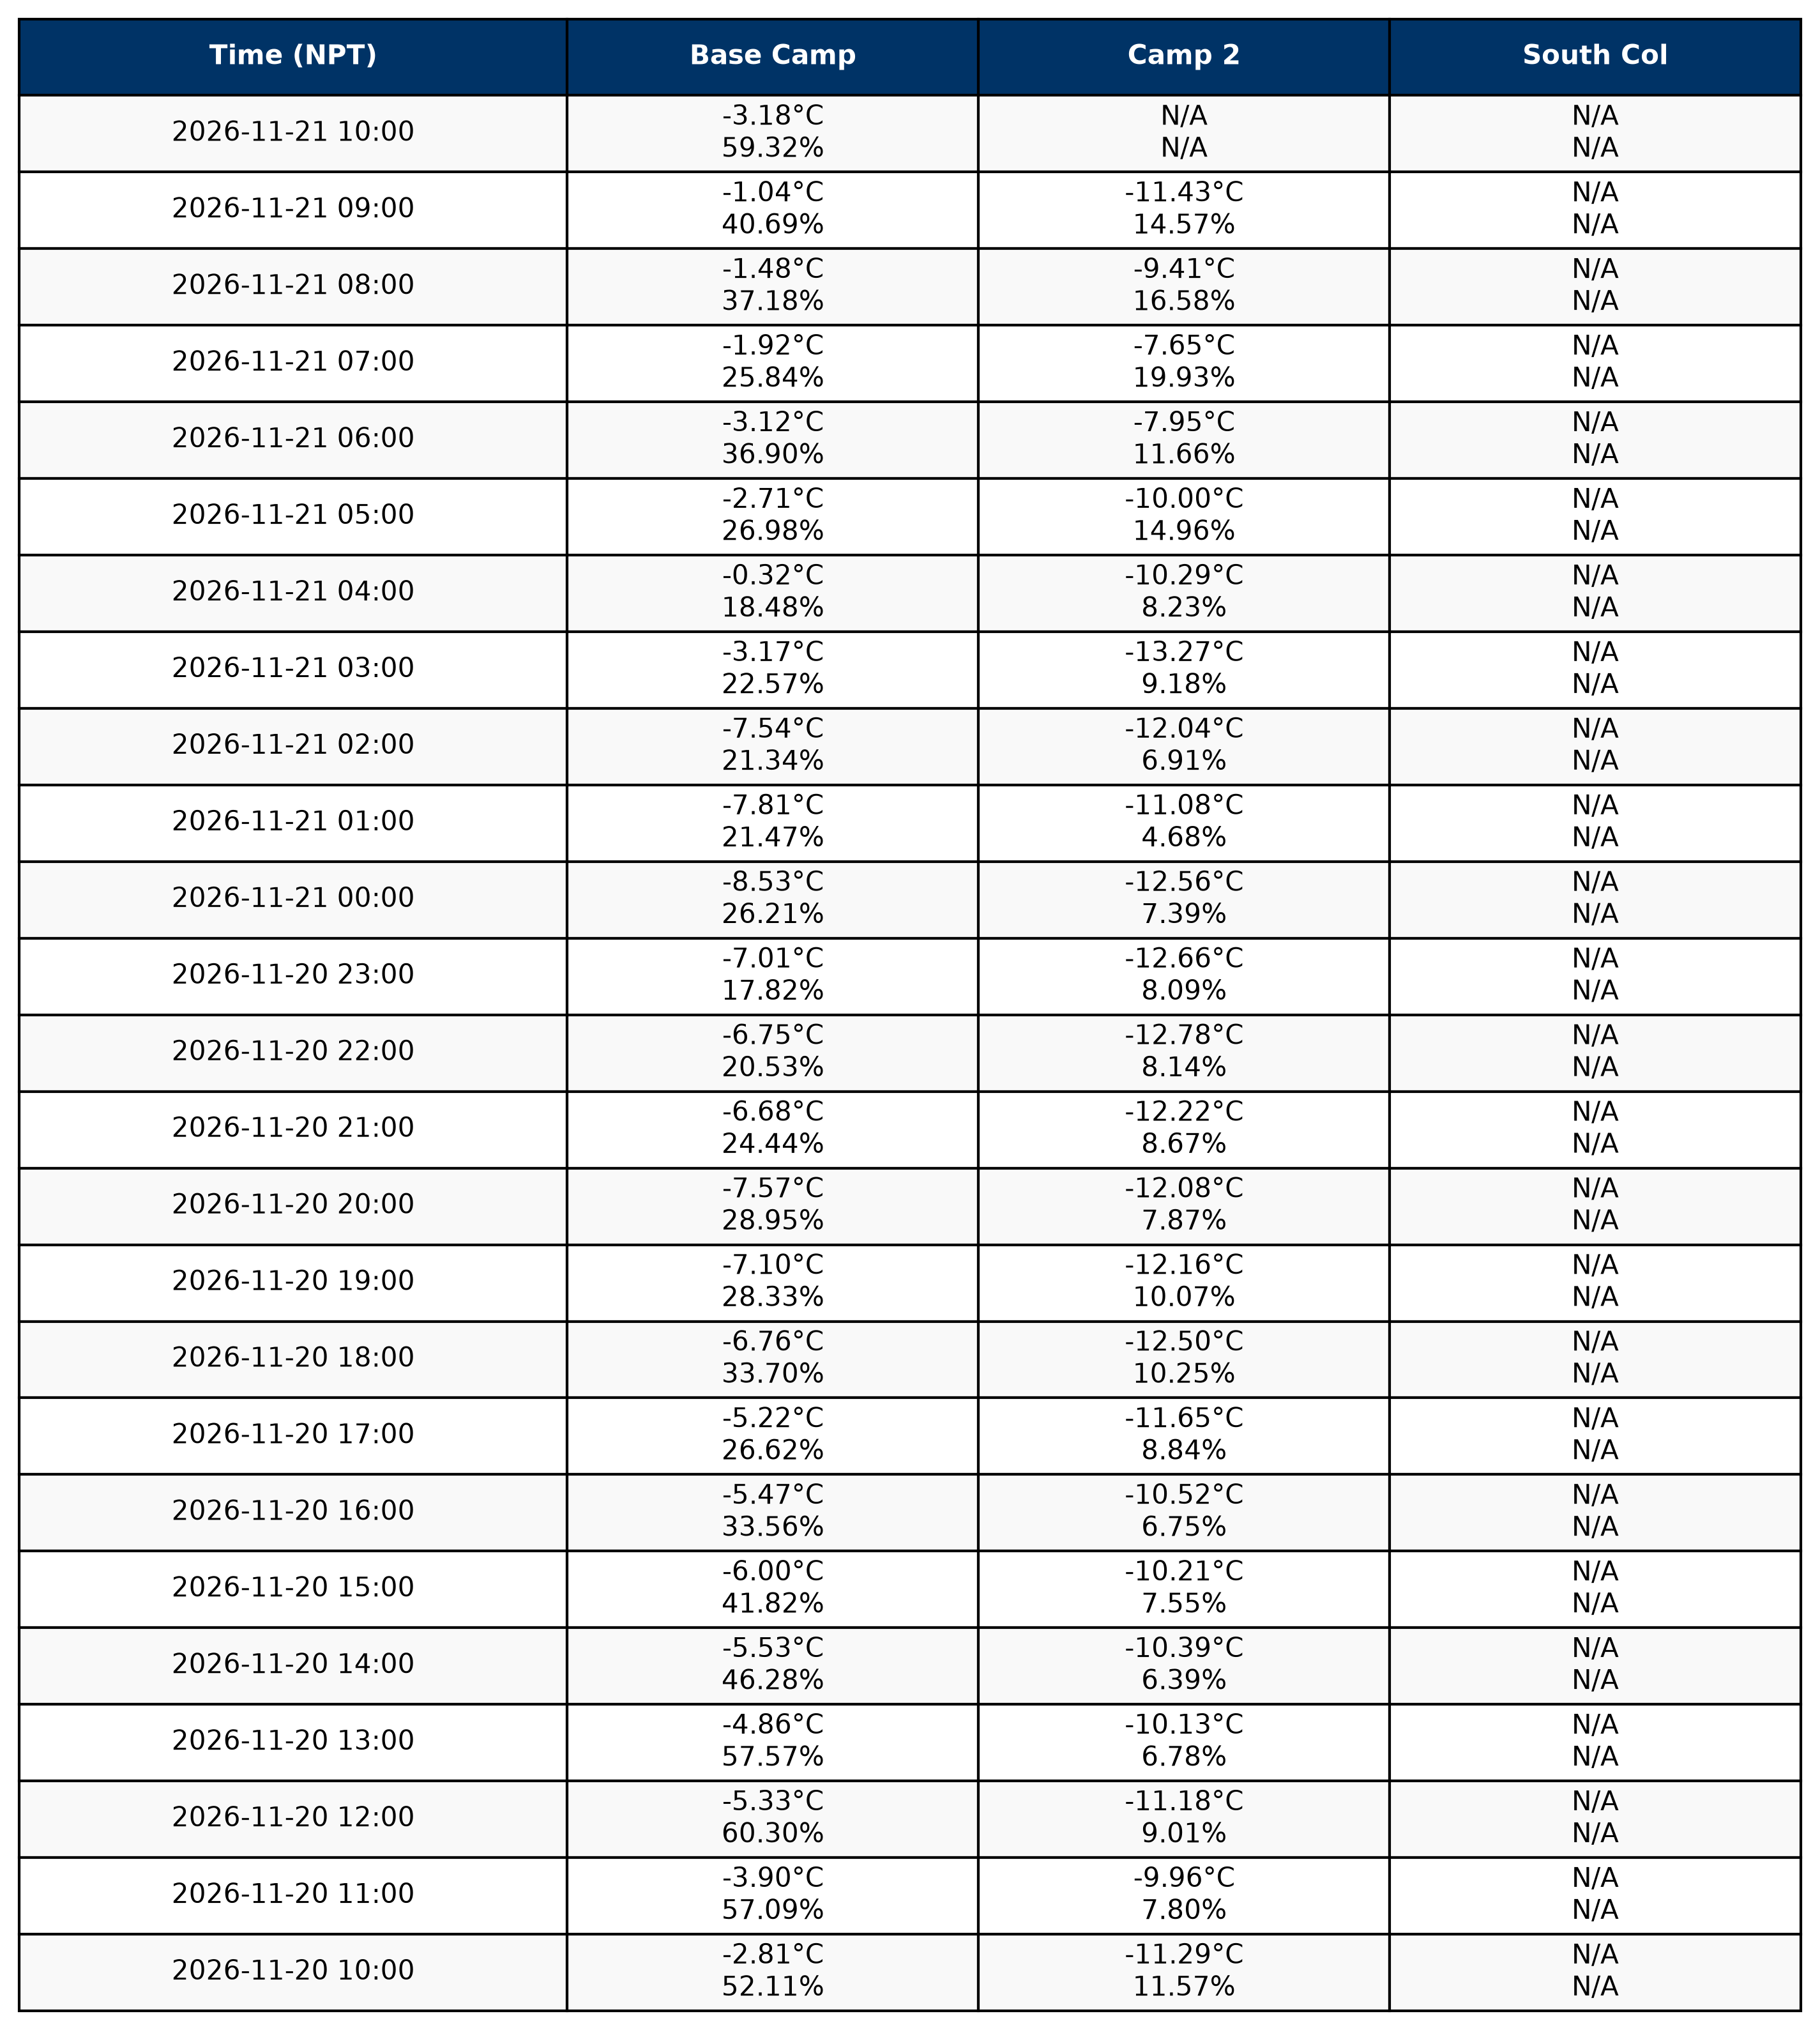 Time (NPT) Base Camp Camp 2 South Col
2026-11-21 10:00
-3.18°C N/A N/A
59.32% N/A N/A
2026-11-21 09:00
-1.04°C -11.43°C N/A
40.69% 14.57% N/A
2026-11-21 08:00
-1.48°C -9.41°C N/A
37.18% 16.58% N/A
2026-11-21 07:00
-1.92°C -7.65°C N/A
25.84% 19.93% N/A
2026-11-21 06:00
-3.12°C -7.95°C N/A
36.90% 11.66% N/A
2026-11-21 05:00
-2.71°C -10.00°C N/A
26.98% 14.96% N/A
2026-11-21 04:00
-0.32°C -10.29°C N/A
18.48% 8.23% N/A
2026-11-21 03:00
-3.17°C -13.27°C N/A
22.57% 9.18% N/A
2026-11-21 02:00
-7.54°C -12.04°C N/A
21.34% 6.91% N/A
2026-11-21 01:00
-7.81°C -11.08°C N/A
21.47% 4.68% N/A
2026-11-21 00:00
-8.53°C -12.56°C N/A
26.21% 7.39% N/A
2026-11-20 23:00
-7.01°C -12.66°C N/A
17.82% 8.09% N/A
2026-11-20 22:00
-6.75°C -12.78°C N/A
20.53% 8.14% N/A
2026-11-20 21:00
-6.68°C -12.22°C N/A
24.44% 8.67% N/A
2026-11-20 20:00
-7.57°C -12.08°C N/A
28.95% 7.87% N/A
2026-11-20 19:00
-7.10°C -12.16°C N/A
28.33% 10.07% N/A
2026-11-20 18:00
-6.76°C -12.50°C N/A
33.70% 10.25% N/A
2026-11-20 17:00
-5.22°C -11.65°C N/A
26.62% 8.84% N/A
2026-11-20 16:00
-5.47°C -10.52°C N/A
33.56% 6.75% N/A
2026-11-20 15:00
-6.00°C -10.21°C N/A
41.82% 7.55% N/A
2026-11-20 14:00
-5.53°C -10.39°C N/A
46.28% 6.39% N/A
2026-11-20 13:00
-4.86°C -10.13°C N/A
57.57% 6.78% N/A
2026-11-20 12:00
-5.33°C -11.18°C N/A
60.30% 9.01% N/A
2026-11-20 11:00
-3.90°C -9.96°C N/A
57.09% 7.80% N/A
2026-11-20 10:00
-2.81°C -11.29°C N/A
52.11% 11.57% N/A